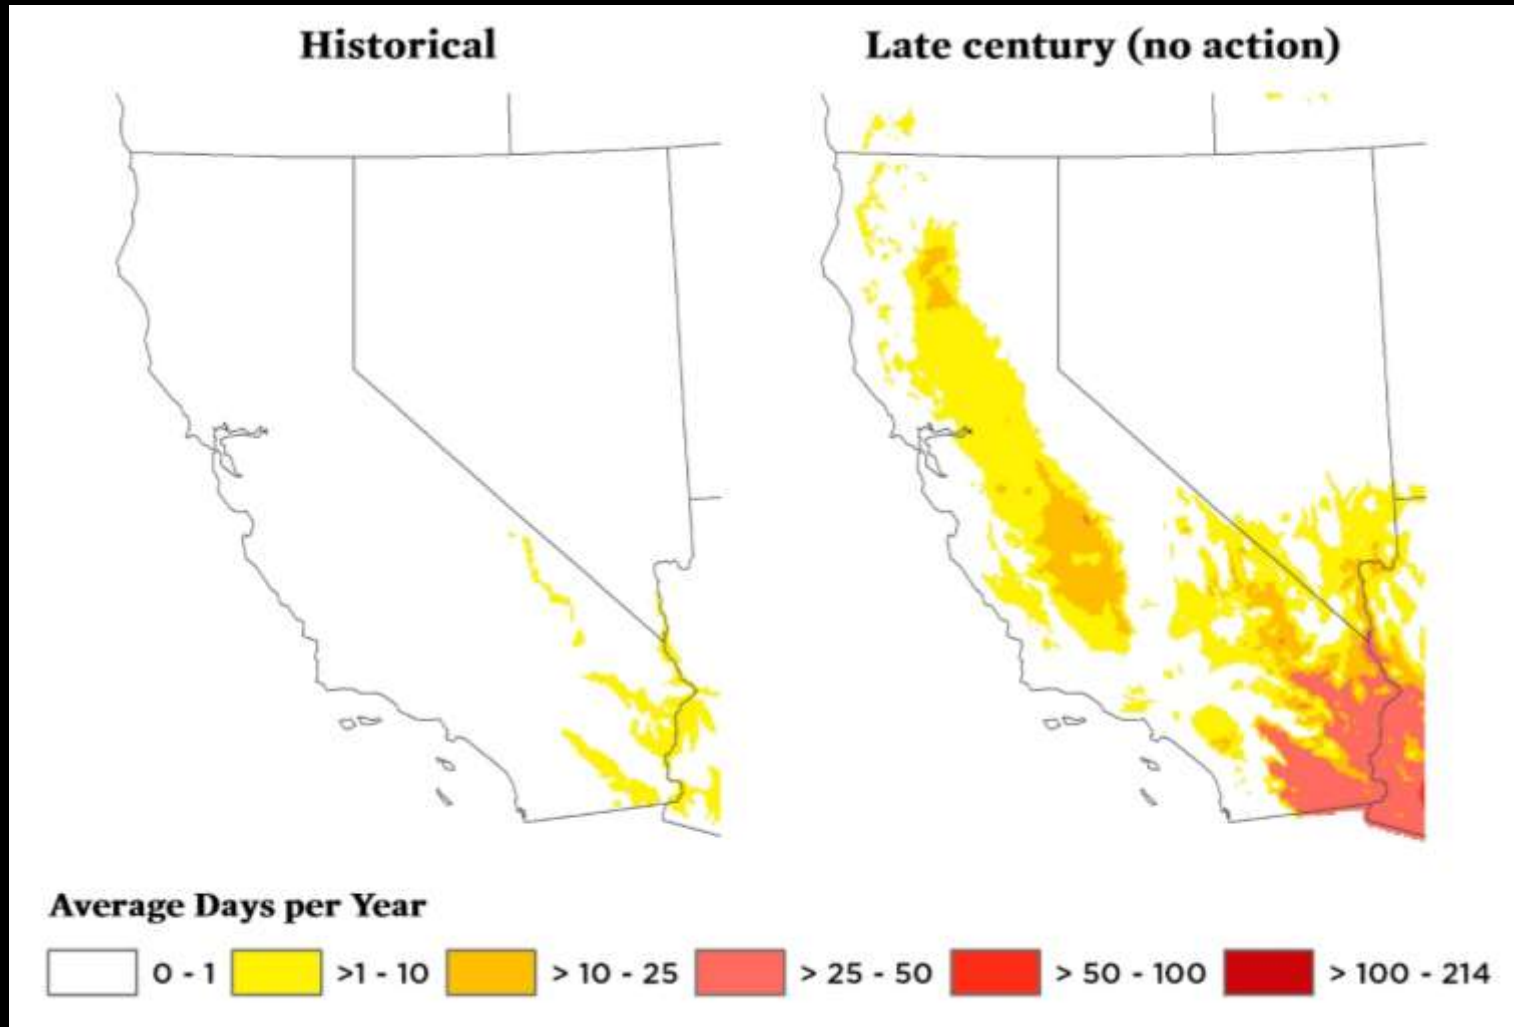 Historical
Late century (no action)
Average Days per Year
0 - 1
>1 - 10
> 10 - 25
> 25 - 50
> 50 - 100
> 100 - 214